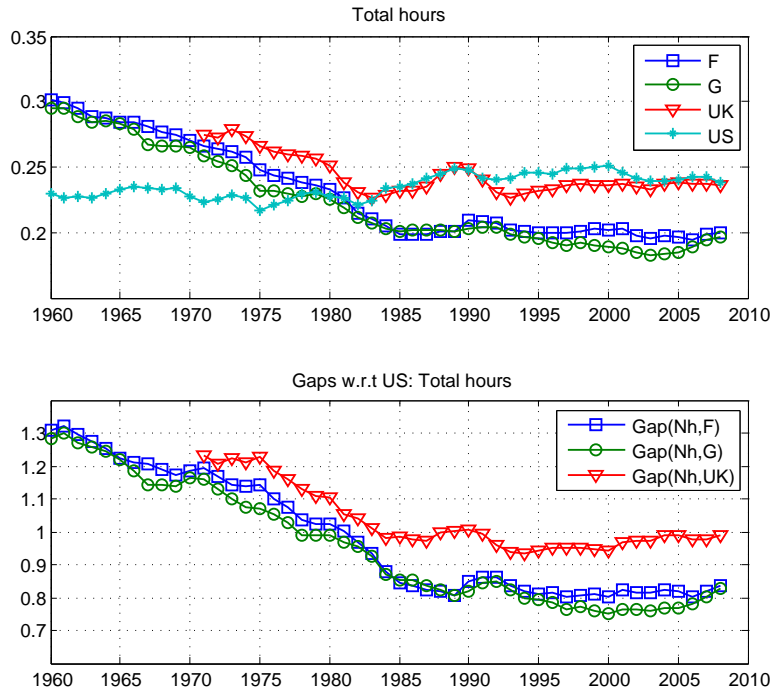 Total hours
0.35
0.3
0.25
0.2
F
G
UK
US
1960 1965 1970 1975 1980 1985 1990 1995 2000 2005 2010
Gaps w.r.t US: Total hours
1.3
1.2
1.1
1
0.9
0.8
0.7
Gap(Nh,F)
Gap(Nh,G)
Gap(Nh,UK)
1960 1965 1970 1975 1980 1985 1990 1995 2000 2005 2010